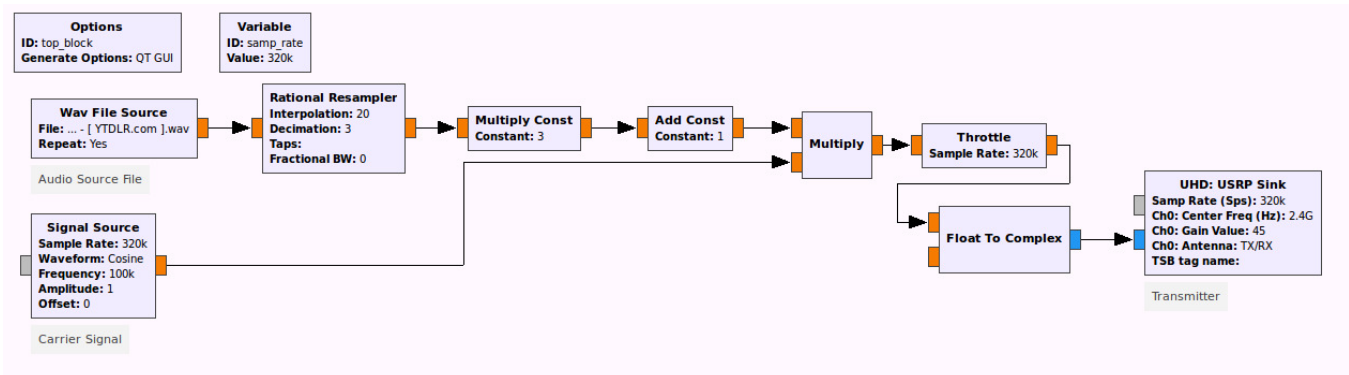 Options
ID: top_block
Generate Options: QT GUI
Variable
ID: samp_rate
Value: 320k
Wav File Source
File: ... - [ YTDLR.com ].wav
Repeat: Yes
Audio Source File
Rational Resampler
Interpolation: 20
Decimation: 3
Taps:
Fractional BW: 0
Multiply Const
Constant: 3
Add Const
Constant: 1
Multiply
Throttle
Sample Rate: 320k
Signal Source
Sample Rate: 320k
Waveform: Cosine
Frequency: 100k
Amplitude: 1
Offset: 0
Carrier Signal
Float To Complex
UHD: USRP Sink
Samp Rate (Sps): 320k
Ch0: Center Freq (Hz): 2.4G
Ch0: Gain Value: 45
Ch0: Antenna: TX/RX
TSB tag name:
Transmitter